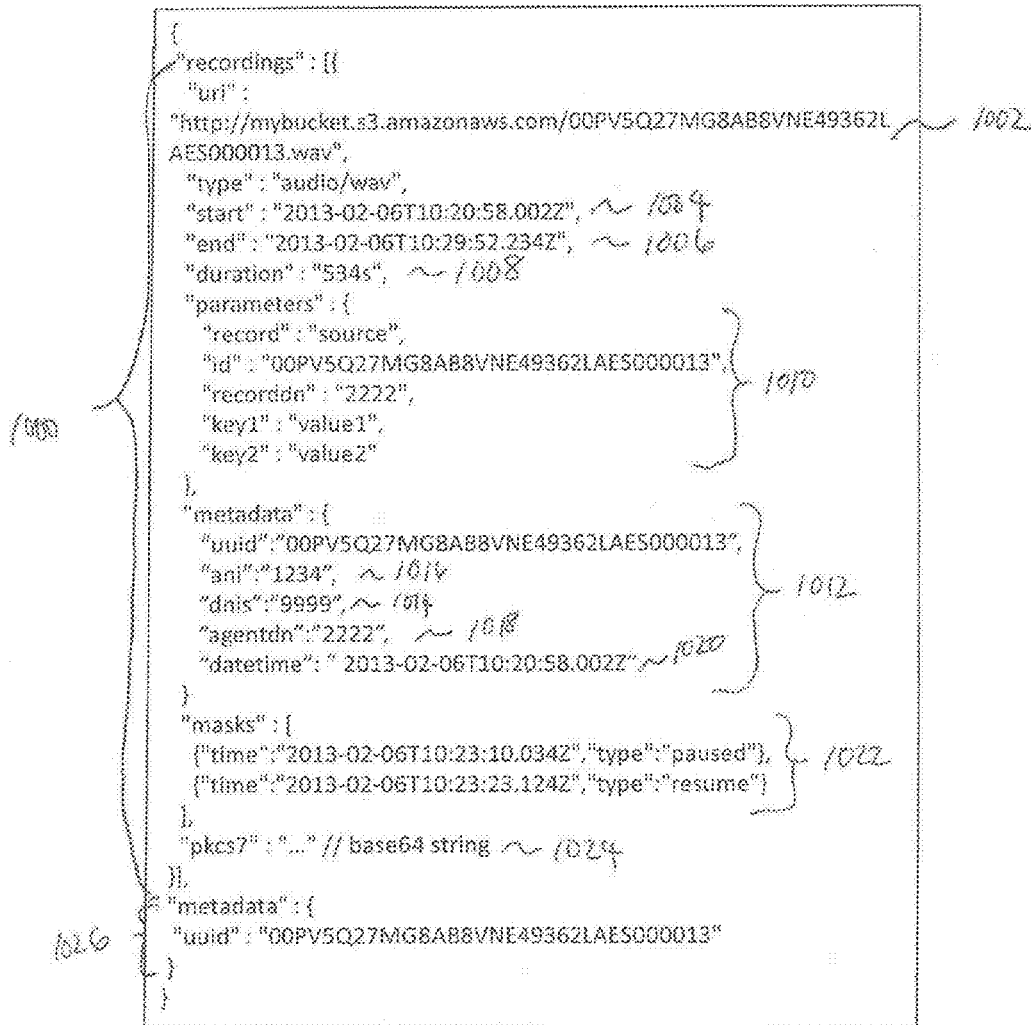 {
"recordings" : [{
"uri" :
"http://mybucket.s3.amazonaws.com/00PV5Q27MG8AB8VNE49362L 1002
AES000013.wav",
"type" : "audio/wav",
"start" : "2013-02-06T10:20:58.002Z",
"end" : "2013-02-06T10:29:52.234Z", 1006
"duration" : "534s", 1008
"parameters" : {
"record" : "source",
"id" : "00PV5Q27MG8AB8VNE49362LAES000013",
"recorddn" : "2222", 1010
"key1" : "value1",
1000
"key2" : "value2"
},
"metadata" : {
"uuid":"00PV5Q27MG8AB8VNE49362LAES000013",
"ani":"1234",
"dnis":"9999", 1012
"agentdn":"2222", 1018
"datetime": " 2013-02-06T10:20:58.002Z" 1020
}
"masks" : [
{"time":"2013-02-06T10:23:10.034Z","type":"paused"}, 1022
{"time":"2013-02-06T10:23:23.124Z","type":"resume"}
],
"pkcs7" : "..." // base64 string 1024
}],
"metadata" : {
1026 "uuid" : "00PV5Q27MG8AB8VNE49362LAES000013"
}
}